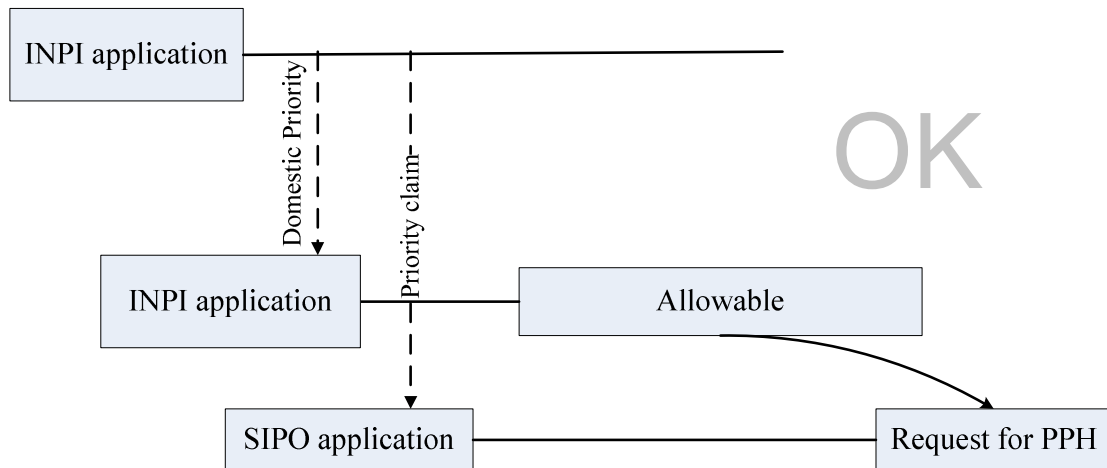 INPI application
OK
Domestic Priority
Priority claim
INPI application
Allowable
SIPO application
Request for PPH